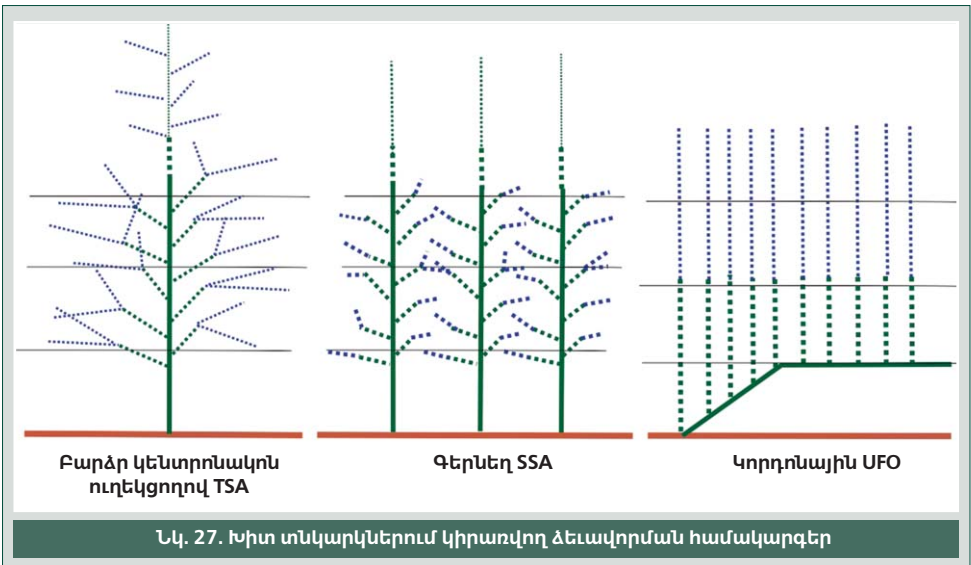 Բարձր կենտրոնակոն
ուղեկցողով TSA
Գերնեղ SSA
Կորդոնային UFO
Նկ. 27. Խիտ տնկարկներում կիրառվող ձեւավորման համակարգեր